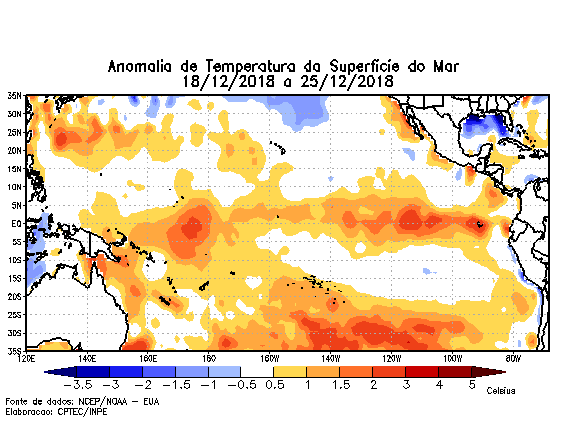 Anomalia de Temperatura da Superfície do Mar
18/12/2018 a 25/12/2018
35N
30N
25N
20N
15N
10N
5N
EQ
5S
10S
15S
20S
25S
30S
35S
120E 140E 160E 180 160W 140W 120W 100W 80W
-3.5 -3 -2 -1.5 -1 -0.5 0.5 1 1.5 2 3 4 5
Celsius
Fonte de dados: NCEP/NOAA - EUA
Elaboracao: CPTEC/INPE